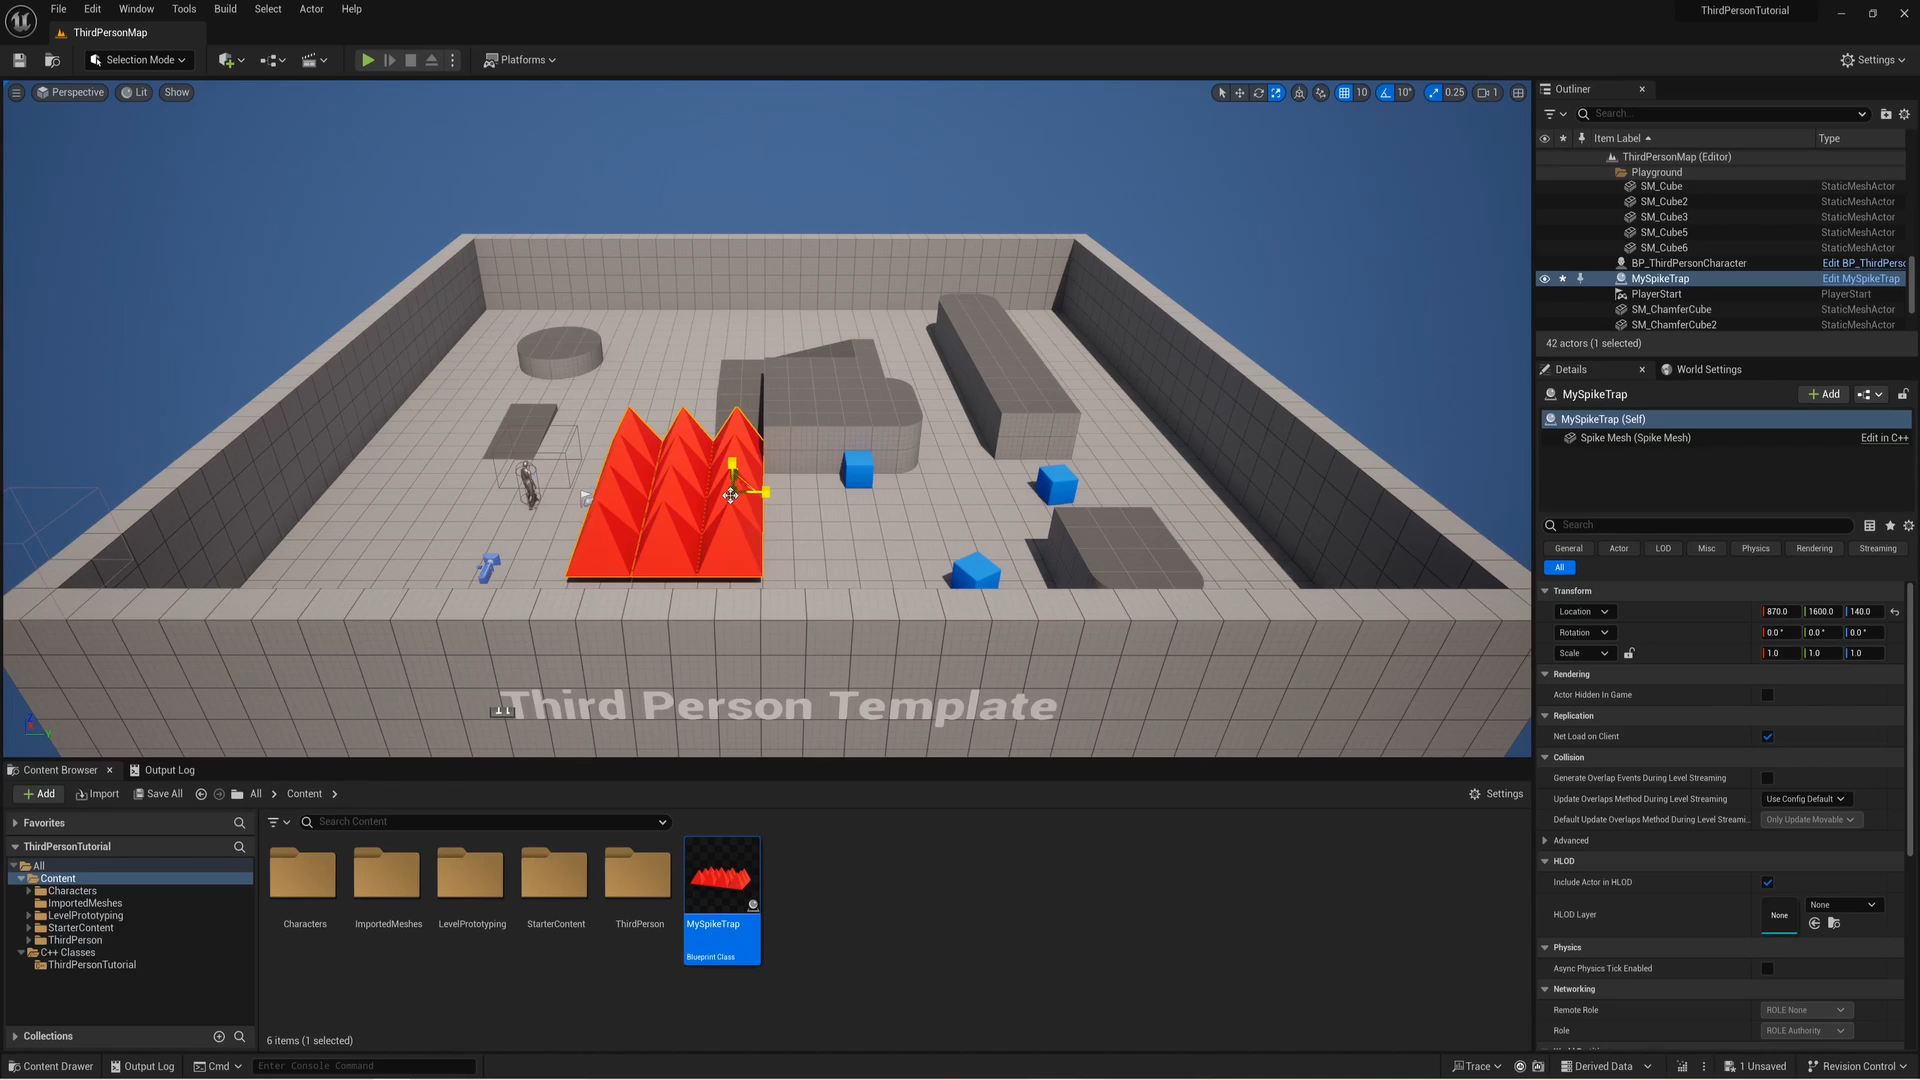 File Edit Window Tools Build Select Actor Help
ThirdPersonTutorial
ThirdPersonMap
Selection Mode
Platforms
Settings
Perspective
Lit
Show
10
10°
0.25
1
Third Person Template
Outliner
Search...
Item Label
Type
ThirdPersonMap (Editor)
Playground
SM_Cube StaticMeshActor
SM_Cube2 StaticMeshActor
SM_Cube3 StaticMeshActor
SM_Cube5 StaticMeshActor
SM_Cube6 StaticMeshActor
BP_ThirdPersonCharacter Edit BP_ThirdPerso
MySpikeTrap Edit MySpikeTrap
PlayerStart PlayerStart
SM_ChamferCube StaticMeshActor
SM_ChamferCube2 StaticMeshActor
42 actors (1 selected)
Details
World Settings
MySpikeTrap
+ Add
MySpikeTrap (Self)
Spike Mesh (Spike Mesh) Edit in C++
Search
General Actor LOD Misc Physics Rendering Streaming
All
Transform
Location 870.0 1600.0 140.0
Rotation 0.0° 0.0° 0.0°
Scale 1.0 1.0 1.0
Rendering
Actor Hidden In Game
Replication
Net Load on Client
Collision
Generate Overlap Events During Level Streaming
Update Overlaps Method During Level Streaming Use Config Default
Default Update Overlaps Method During Level Streami... Only Update Movable
Advanced
HLOD
Include Actor in HLOD
HLOD Layer None None
Physics
Async Physics Tick Enabled
Networking
Remote Role ROLE None
Role ROLE Authority
Content Browser
Output Log
+ Add
Import
Save All
All
Content
Settings
Favorites
Search Content
ThirdPersonTutorial
All
Content
Characters
ImportedMeshes
LevelPrototyping
StarterContent
ThirdPerson
C++ Classes
ThirdPersonTutorial
Collections
Characters
ImportedMeshes
LevelPrototyping
StarterContent
ThirdPerson
MySpikeTrap
Blueprint Class
6 items (1 selected)
Content Drawer
Output Log
Cmd
Enter Console Command
Trace
Derived Data
1 Unsaved
Revision Control